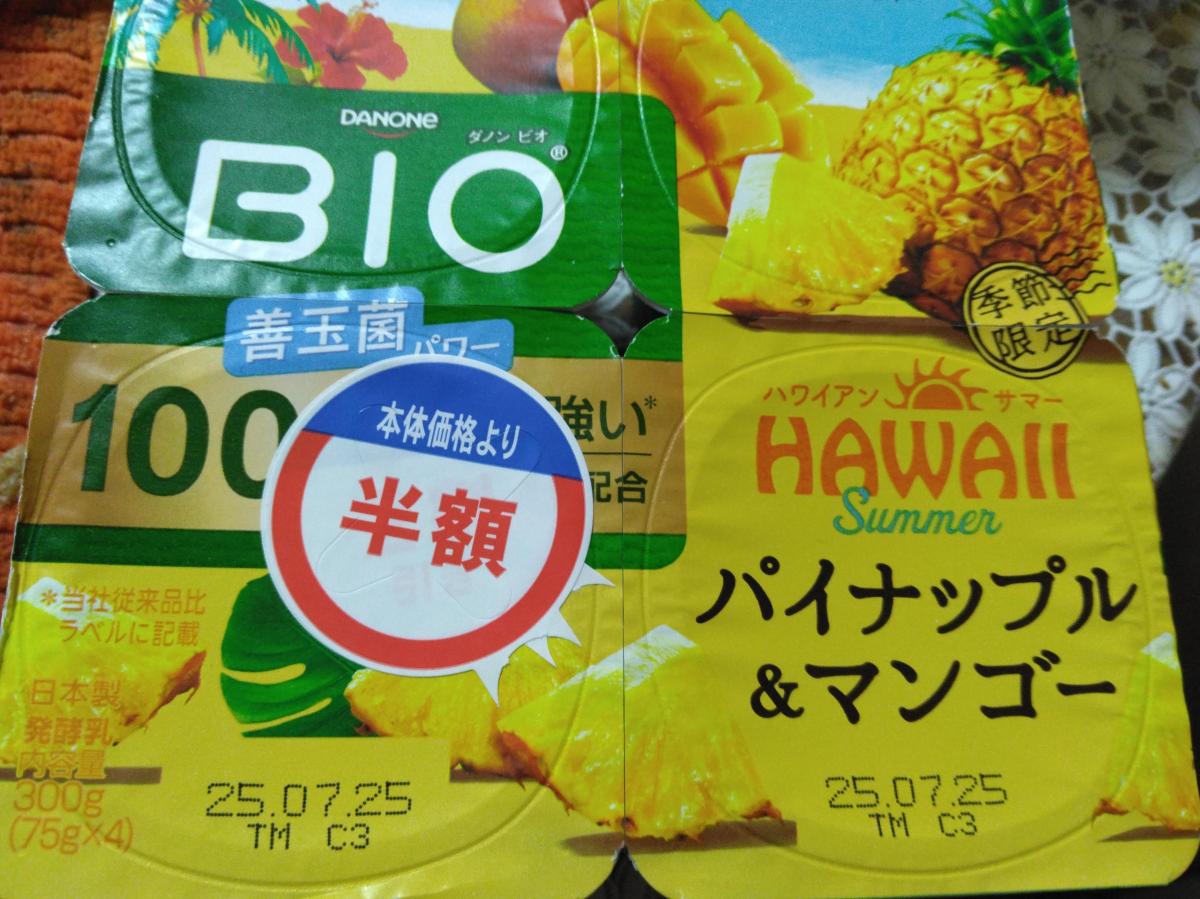 DANONE
ダノン ビオ
BIO®
善玉菌パワー
100
強い*
配合
本体価格より
半額
*当社従来品比
ラベルに記載
日本製
発酵乳
内容量
300g
(75g×4)
25.07.25
TM C3
季節
限定
ハワイアン サマー
HAWAII
Summer
パイナップル
&マンゴー
25.07.25
TM C3